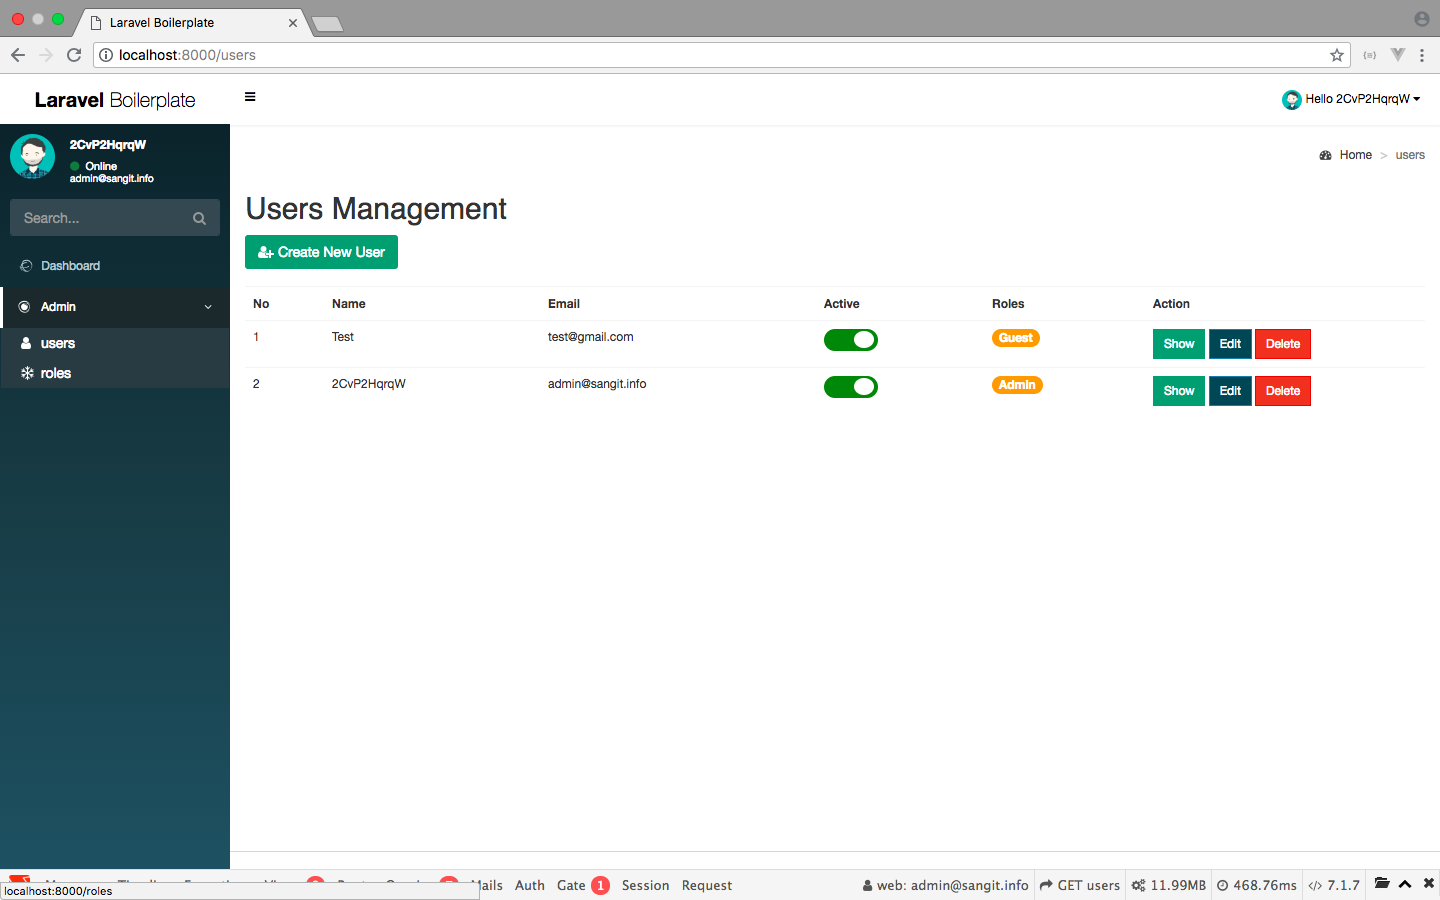 Laravel Boilerplate
localhost:8000/users
Laravel Boilerplate
Hello 2CvP2HqrqW
2CvP2HqrqW
Online
admin@sangit.info
Search...
Dashboard
Admin
users
roles
Home > users
Users Management
Create New User
No Name Email Active Roles Action
1 Test test@gmail.com Guest Show Edit Delete
2 2CvP2HqrqW admin@sangit.info Admin Show Edit Delete
Auth Gate 1 Session Request web: admin@sangit.info GET users 11.99MB 468.76ms 7.1.7
localhost:8000/roles